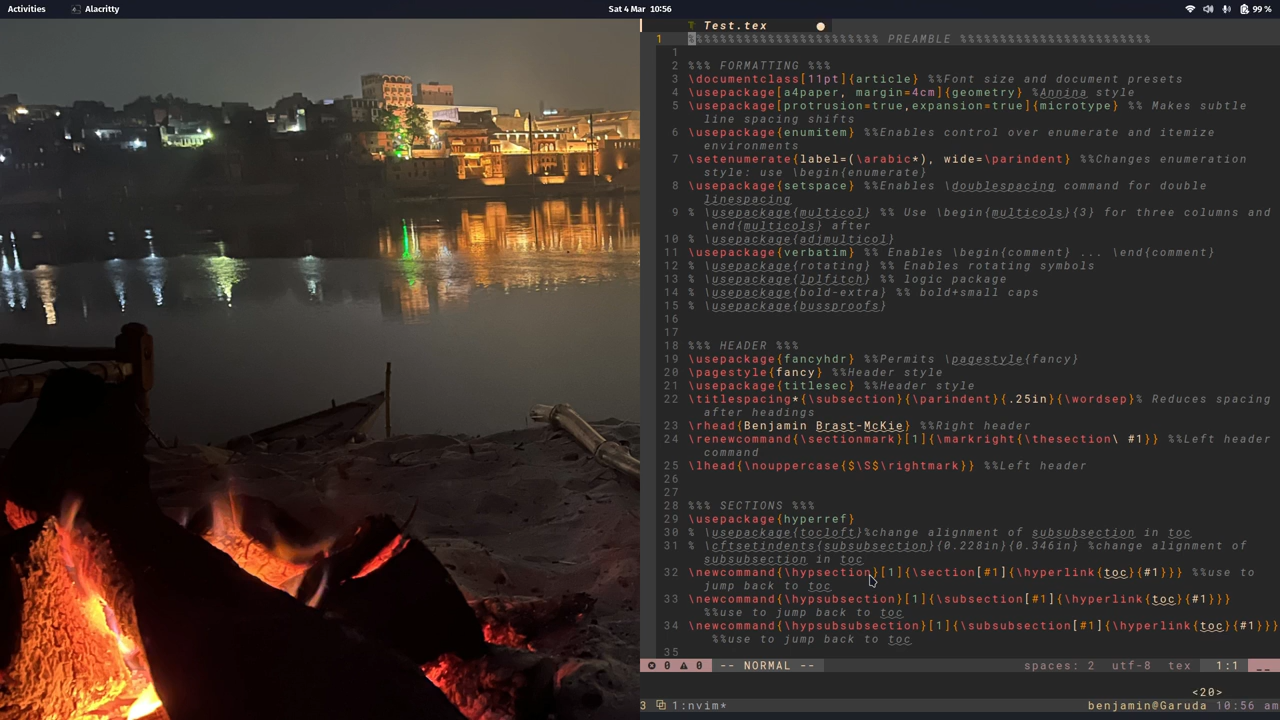 Activities Alacritty Sat 4 Mar 10:56 99 %
Test.tex
1 %%%%%%%%%%%%%%%%%%%%%%%% PREAMBLE %%%%%%%%%%%%%%%%%%%%%%%%
1
2 %%% FORMATTING %%%
3 \documentclass[11pt]{article} %%Font size and document presets
4 \usepackage[a4paper, margin=4cm]{geometry} %Annina style
5 \usepackage[protrusion=true,expansion=true]{microtype} %% Makes subtle
line spacing shifts
6 \usepackage{enumitem} %%Enables control over enumerate and itemize
environments
7 \setenumerate{label=(\arabic*), wide=\parindent} %%Changes enumeration
style: use \begin{enumerate}
8 \usepackage{setspace} %%Enables \doublespacing command for double
linespacing
9 % \usepackage{multicol} %% Use \begin{multicols}{3} for three columns and
\end{multicols} after
10 % \usepackage{adjmulticol}
11 \usepackage{verbatim} %% Enables \begin{comment} ... \end{comment}
12 % \usepackage{rotating} %% Enables rotating symbols
13 % \usepackage{lplfitch} %% logic package
14 % \usepackage{bold-extra} %% bold+small caps
15 % \usepackage{bussproofs}
16
17
18 %%% HEADER %%%
19 \usepackage{fancyhdr} %%Permits \pagestyle{fancy}
20 \pagestyle{fancy} %%Header style
21 \usepackage{titlesec} %%Header style
22 \titlespacing*{\subsection}{\parindent}{.25in}{\wordsep}% Reduces spacing
after headings
23 \rhead{Benjamin Brast-McKie} %%Right header
24 \renewcommand{\sectionmark}[1]{\markright{\thesection\ #1}} %%Left header
command
25 \lhead{\nouppercase{$\S$\rightmark}} %%Left header
26
27
28 %%% SECTIONS %%%
29 \usepackage{hyperref}
30 % \usepackage{tocloft}%change alignment of subsubsection in toc
31 % \cftsetindents{subsubsection}{0.228in}{0.346in} %change alignment of
subsubsection in toc
32 \newcommand{\hypsection}[1]{\section[#1]{\hyperlink{toc}{#1}}} %%use to
jump back to toc
33 \newcommand{\hypsubsection}[1]{\subsection[#1]{\hyperlink{toc}{#1}}}
%%use to jump back to toc
34 \newcommand{\hypsubsubsection}[1]{\subsubsection[#1]{\hyperlink{toc}{#1}}}
%%use to jump back to toc
35
0 0 -- NORMAL -- spaces: 2 utf-8 tex 1:1 __
<20>
3 1:nvim* benjamin@Garuda 10:56 am